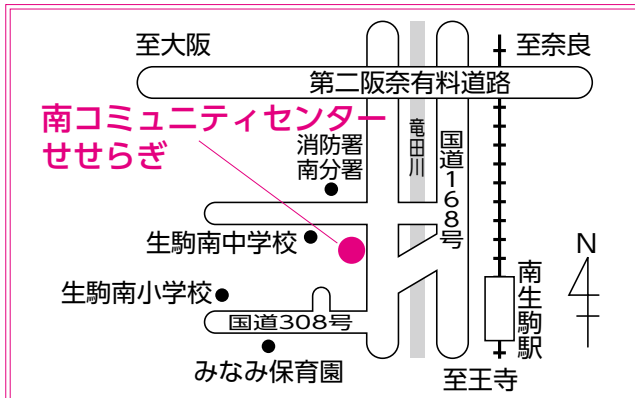 至大阪
至奈良
第二阪奈有料道路
南コミュニティセンター
せせらぎ
消防署
南分署
竜田川
国道168号
生駒南中学校
N
生駒南小学校
南生駒駅
国道308号
みなみ保育園
至王寺